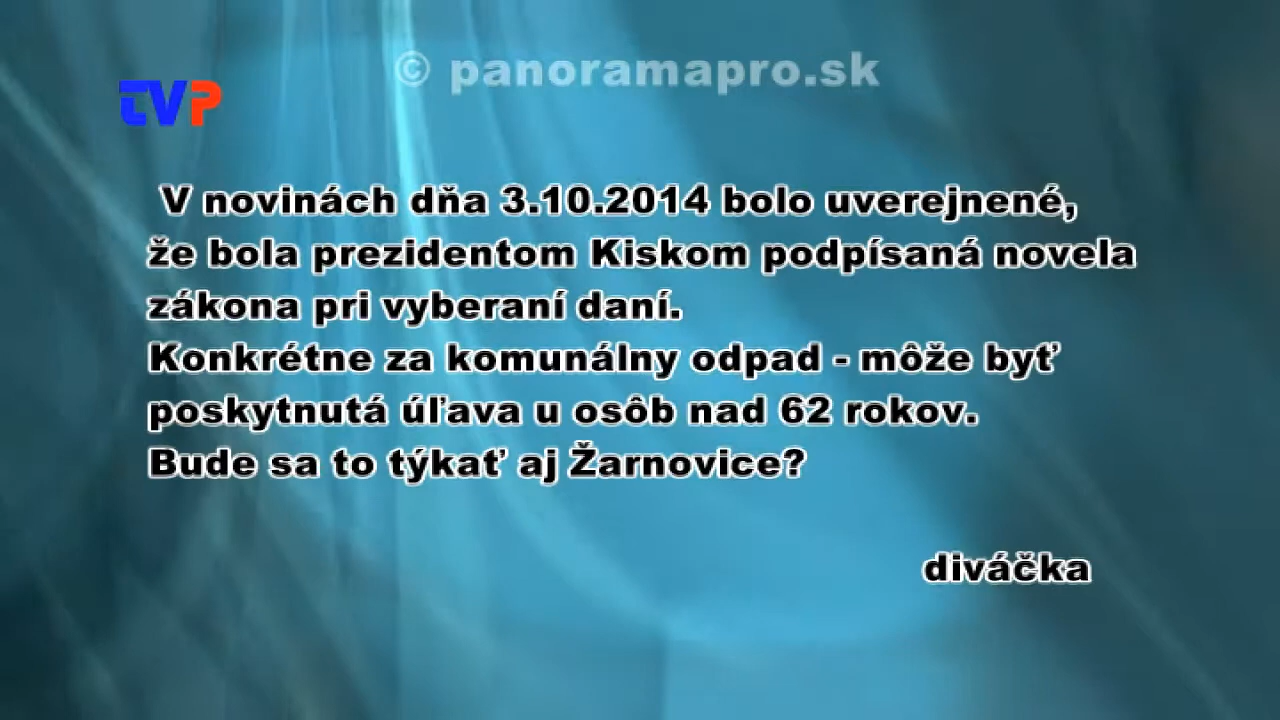 © panoramapro.sk
TVP
V novinách dňa 3.10.2014 bolo uverejnené,
že bola prezidentom Kiskom podpísaná novela
zákona pri vyberaní daní.
Konkrétne za komunálny odpad - môže byť
poskytnutá úľava u osôb nad 62 rokov.
Bude sa to týkať aj Žarnovice?
diváčka